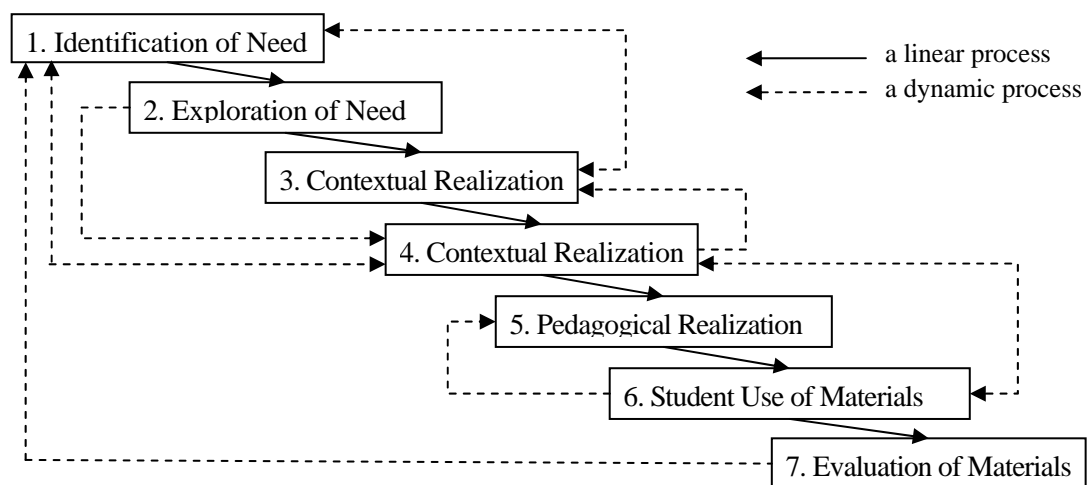 1. Identification of Need
a linear process
a dynamic process
2. Exploration of Need
3. Contextual Realization
4. Contextual Realization
5. Pedagogical Realization
6. Student Use of Materials
7. Evaluation of Materials